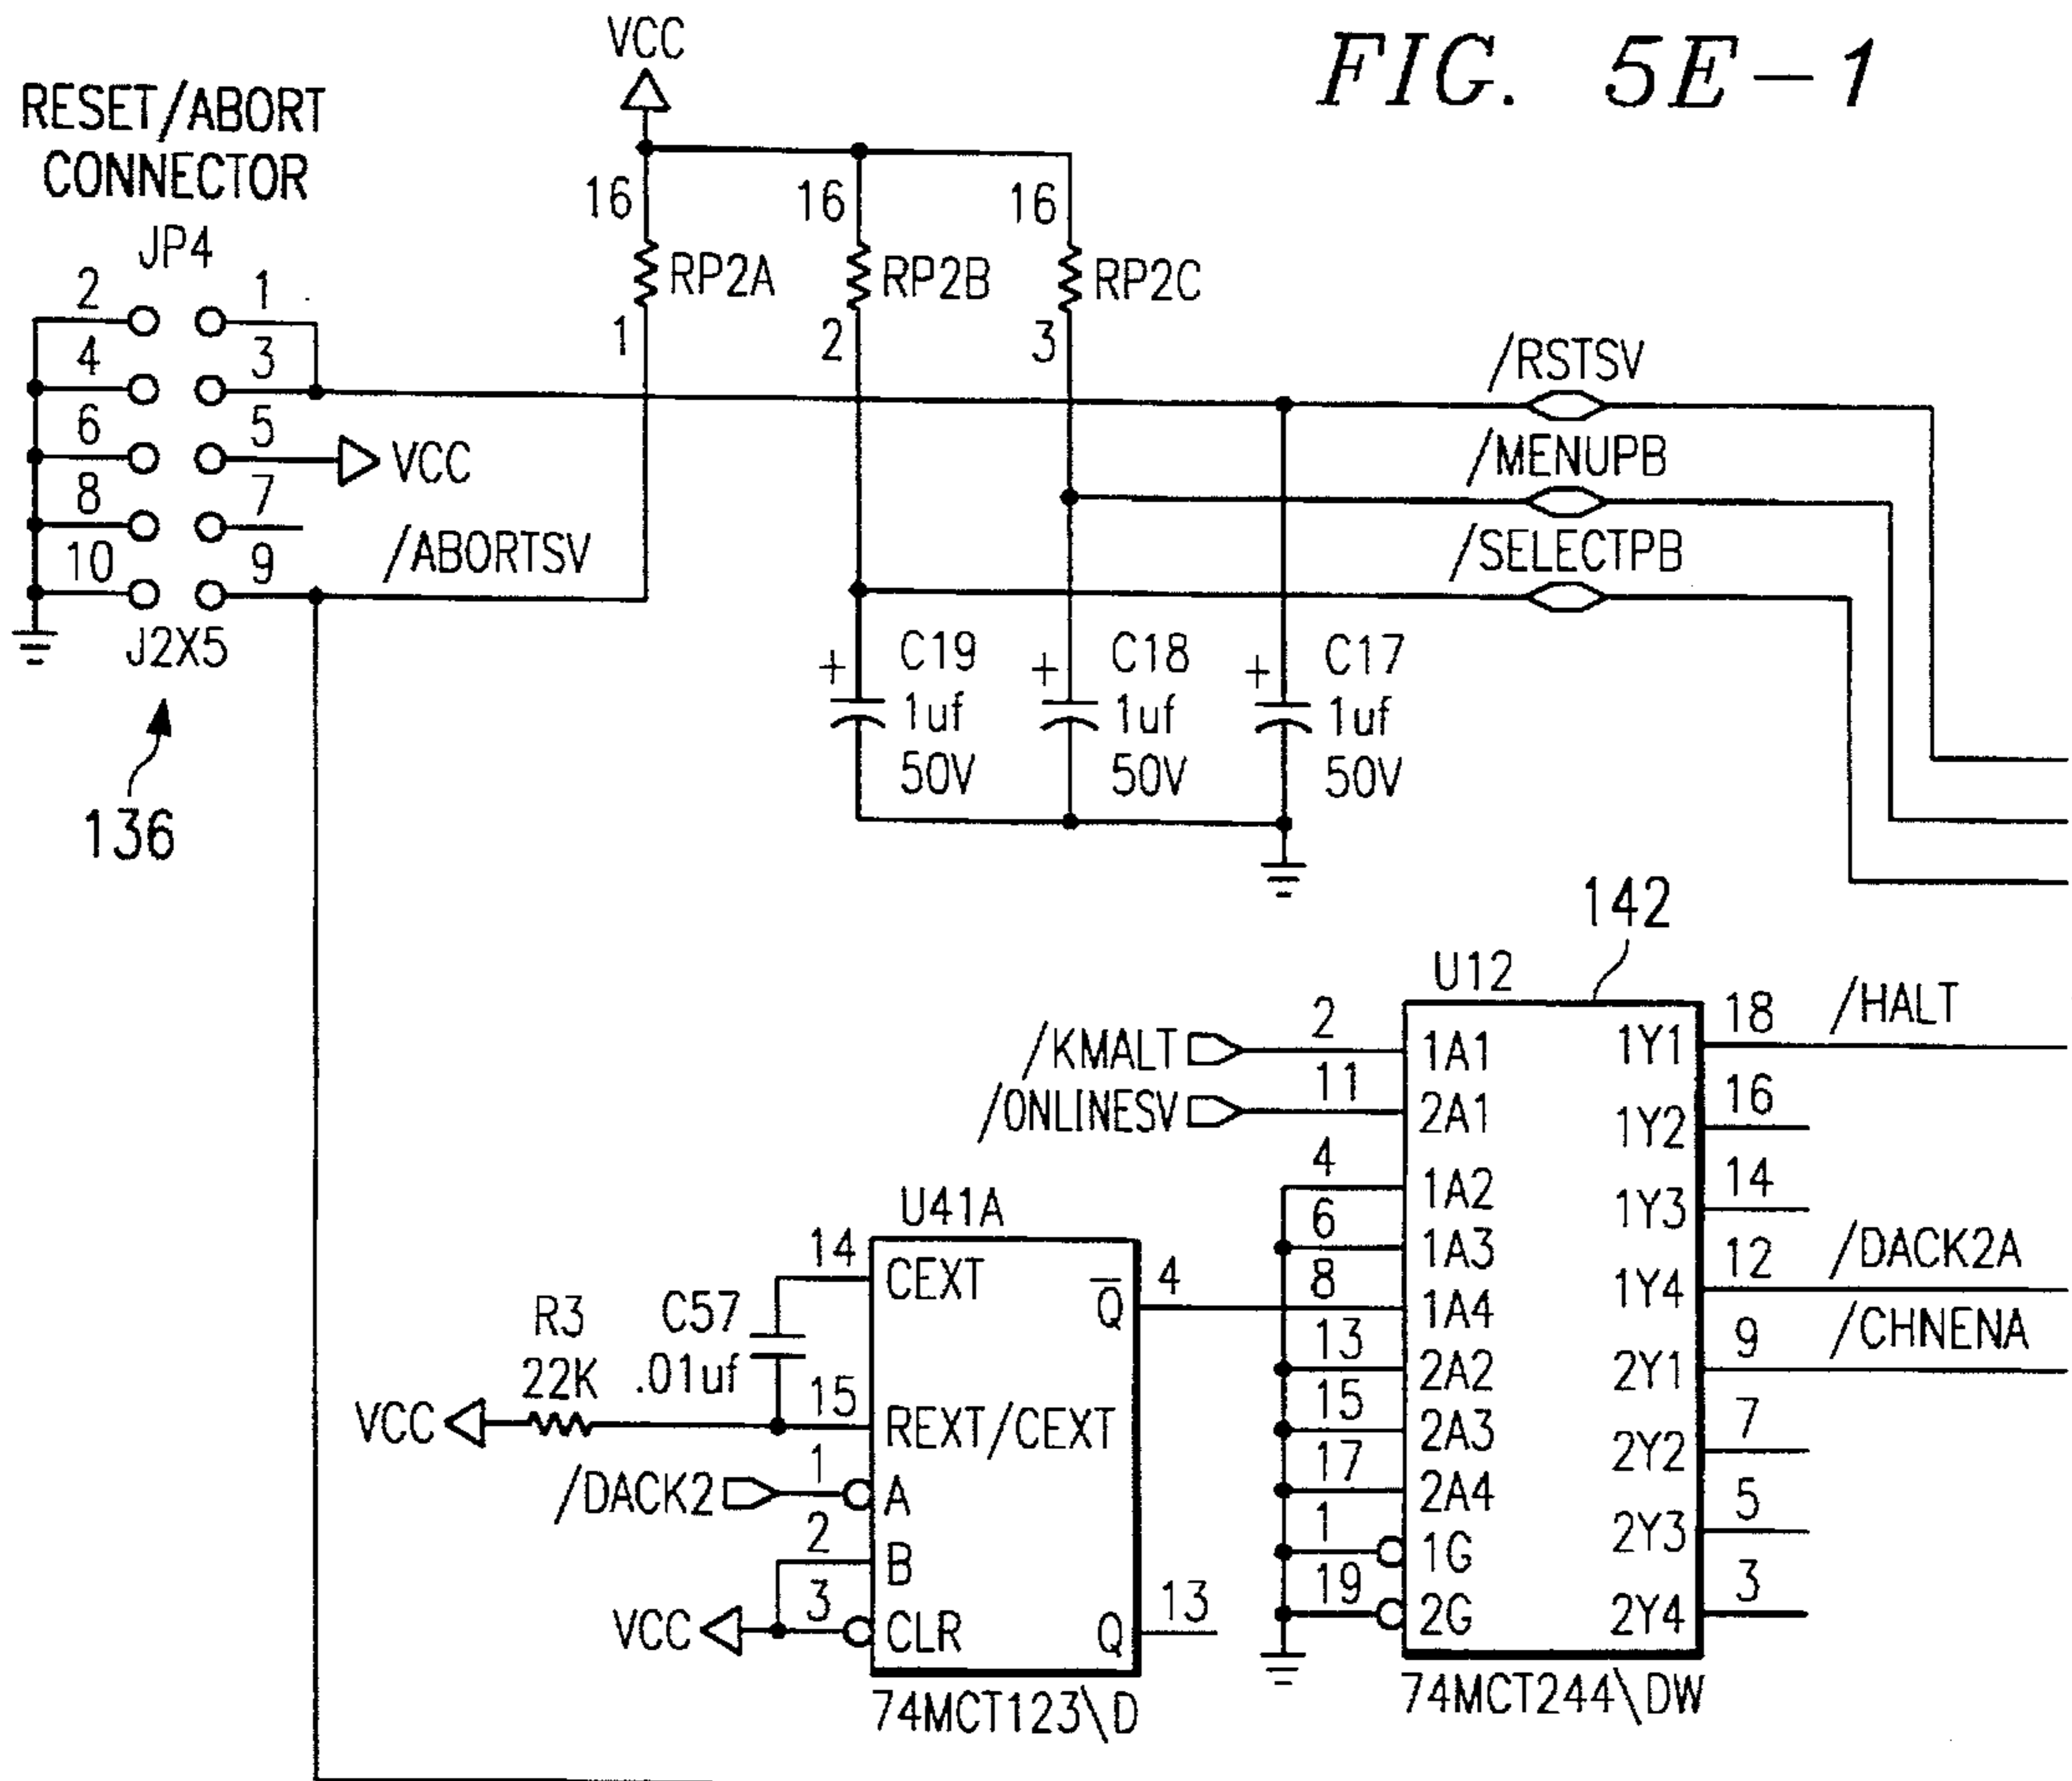 FIG. 5E-1
VCC
RESET/ABORT
CONNECTOR
JP4
16
16
16
RP2A
RP2B
RP2C
1
2
3
2
1
4
3
6
5
VCC
8
7
10
9
/ABORTSV
J2X5
136
/RSTSV
/MENUPB
/SELECTPB
+
C19
1uf
50V
+
C18
1uf
50V
+
C17
1uf
50V
142
U12
/KMALT
2
1A1
/ONLINESV
11
2A1
4
1A2
6
1A3
8
1A4
13
2A2
15
2A3
17
2A4
1
1G
19
2G
1Y1
18
/HALT
1Y2
16
1Y3
14
1Y4
12
/DACK2A
2Y1
9
/CHNENA
2Y2
7
2Y3
5
2Y4
3
74MCT244\DW
U41A
14
CEXT
Q
4
R3
22K
C57
.01uf
VCC
15
REXT/CEXT
/DACK2
1
A
2
B
VCC
3
CLR
Q
13
74MCT123\D